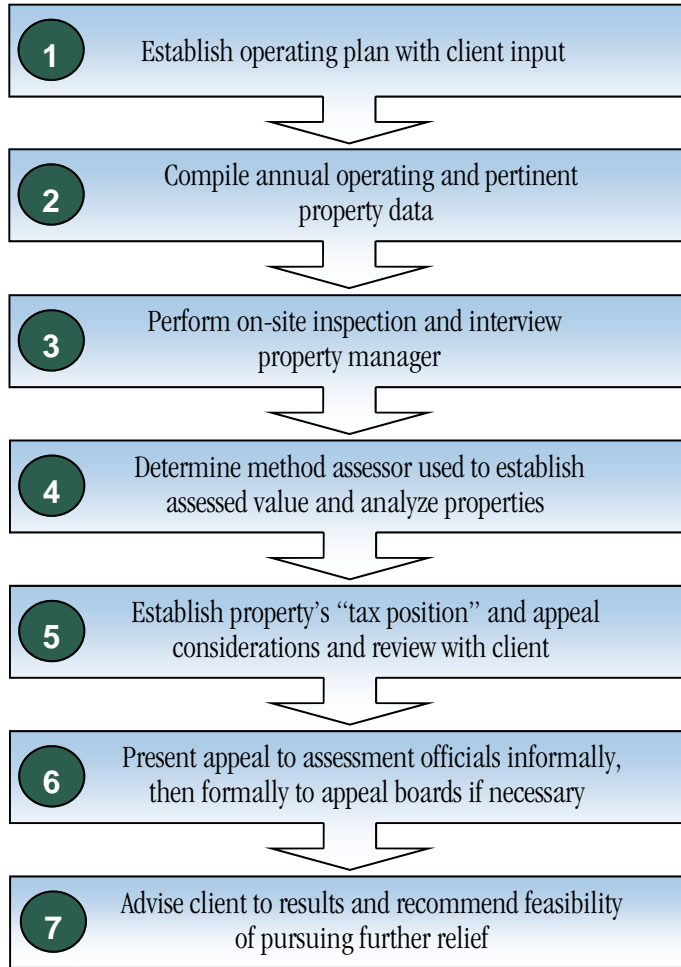 1
Establish operating plan with client input
2
Compile annual operating and pertinent
property data
3
Perform on-site inspection and interview
property manager
4
Determine method assessor used to establish
assessed value and analyze properties
5
Establish property’s “tax position” and appeal
considerations and review with client
6
Present appeal to assessment officials informally,
then formally to appeal boards if necessary
7
Advise client to results and recommend feasibility
of pursuing further relief